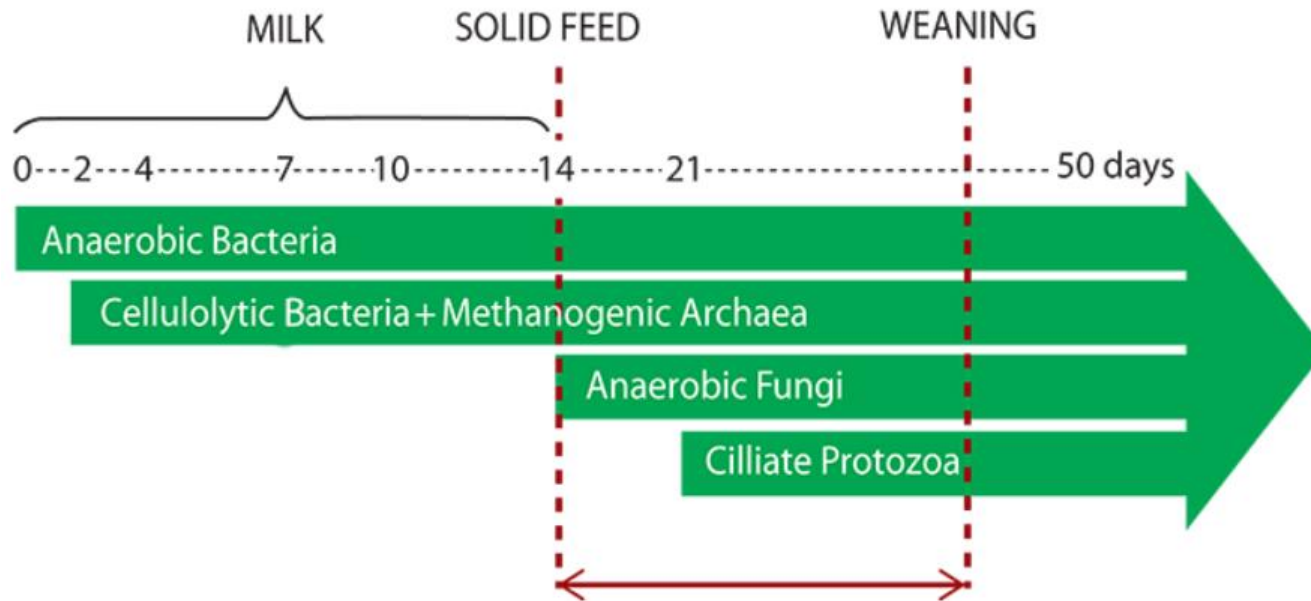 MILK SOLID FEED WEANING
0---2---4---------7------10-----------14------21----------------------50 days
Anaerobic Bacteria
Cellulolytic Bacteria + Methanogenic Archaea
Anaerobic Fungi
Cilliate Protozoa